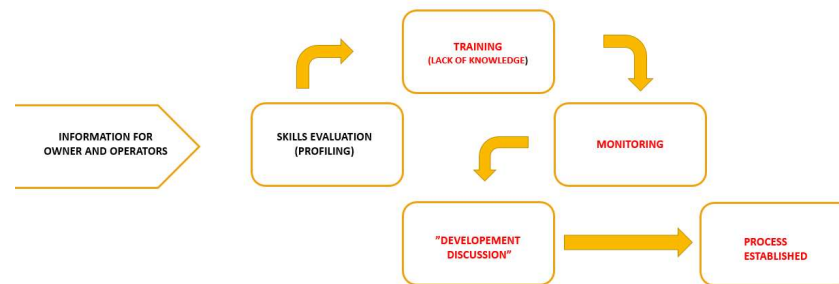 INFORMATION FOR
OWNER AND OPERATORS
SKILLS EVALUATION
(PROFILING)
TRAINING
(LACK OF KNOWLEDGE)
MONITORING
"DEVELOPEMENT
DISCUSSION"
PROCESS
ESTABLISHED